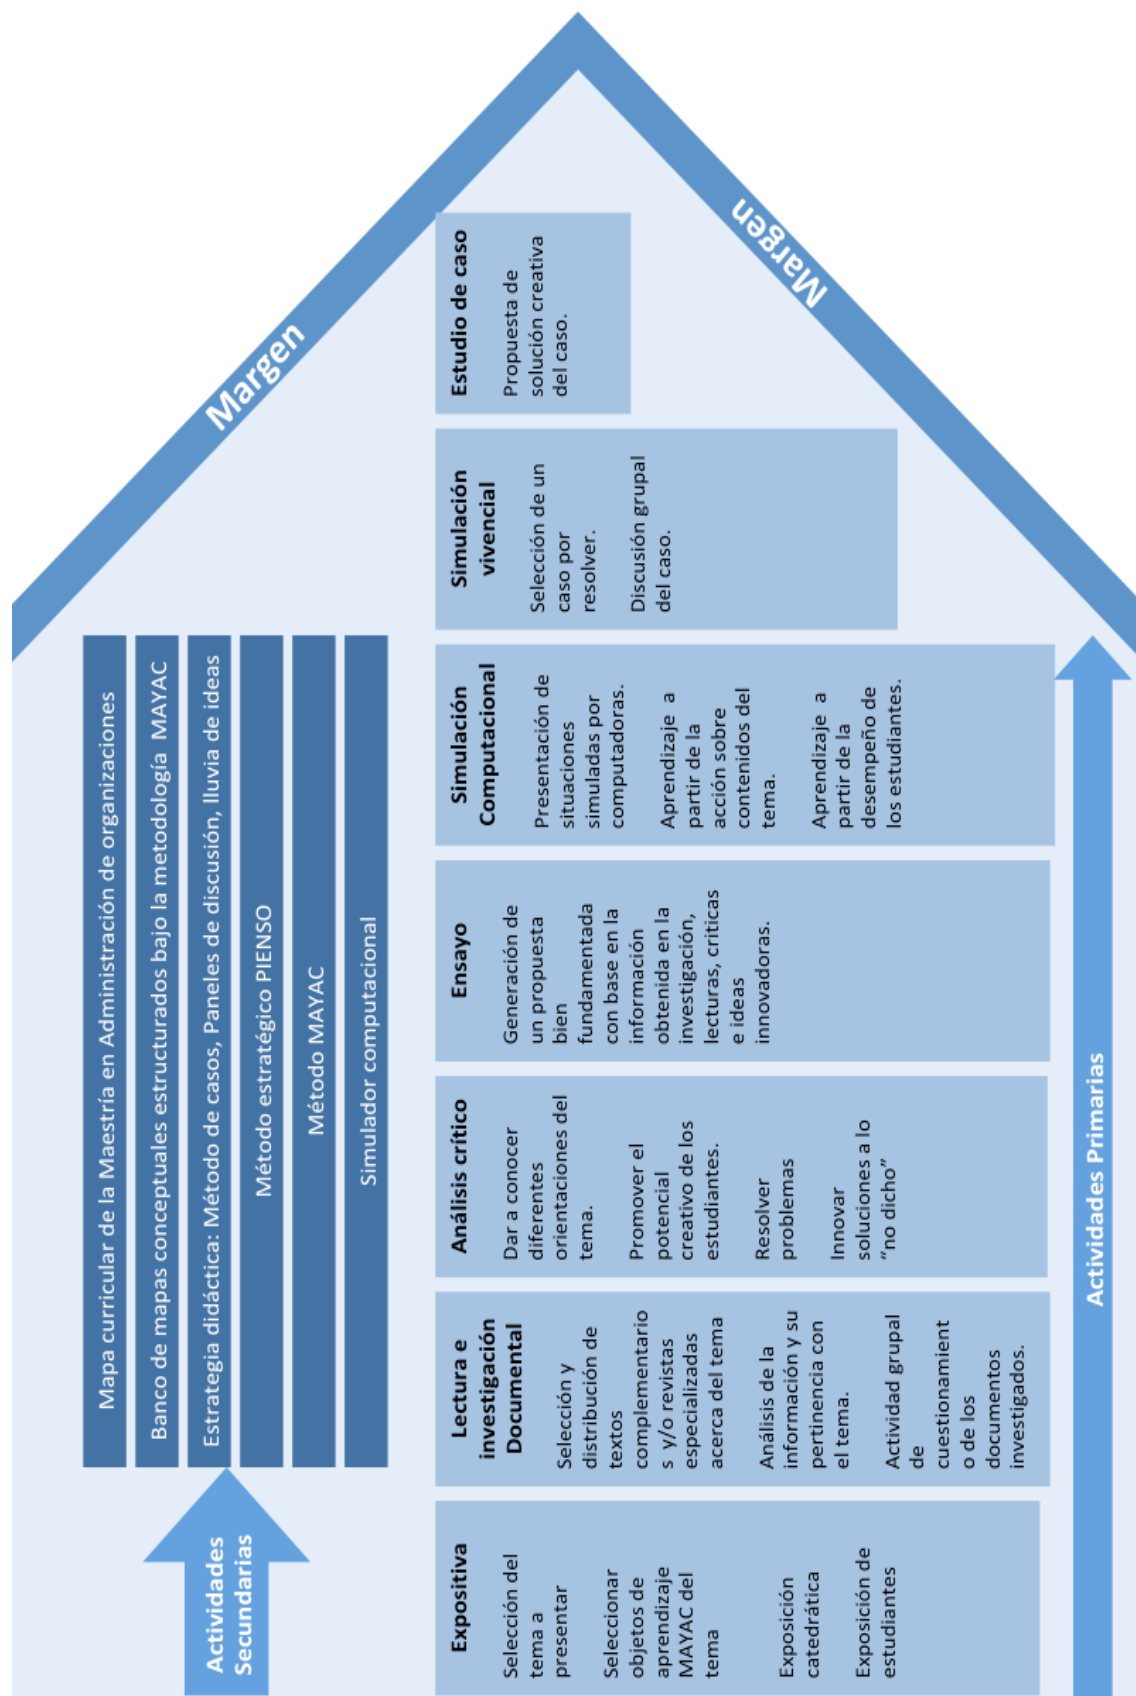 Actividades
Secundarias
Mapa curricular de la Maestría en Administración de organizaciones
Banco de mapas conceptuales estructurados bajo la metodología MAYAC
Estrategia didáctica: Método de casos, Paneles de discusión, lluvia de ideas
Método estratégico PIENSO
Método MAYAC
Simulador computacional
Margen
Expositiva
Selección del
tema a
presentar
Seleccionar
objetos de
aprendizaje
MAYAC del
tema
Exposición
catedrática
Exposición de
estudiantes
Lectura e
investigación
Documental
Selección y
distribución de
textos
complementario
s y/o revistas
especializadas
acerca del tema
Análisis de la
información y su
pertinencia con
el tema.
Actividad grupal
de
cuestionamient
o de los
documentos
investigados.
Análisis crítico
Dar a conocer
diferentes
orientaciones del
tema.
Promover el
potencial
creativo de los
estudiantes.
Resolver
problemas
Innovar
soluciones a lo
“no dicho”
Ensayo
Generación de
un propuesta
bien
fundamentada
con base en la
información
obtenida en la
investigación,
lecturas, criticas
e ideas
innovadoras.
Simulación
Computacional
Presentación de
situaciones
simuladas por
computadoras.
Aprendizaje a
partir de la
acción sobre
contenidos del
tema.
Aprendizaje a
partir de la
desempeño de
los estudiantes.
Simulación
vivencial
Selección de un
caso por
resolver.
Discusión grupal
del caso.
Estudio de caso
Propuesta de
solución creativa
del caso.
Margen
Actividades Primarias